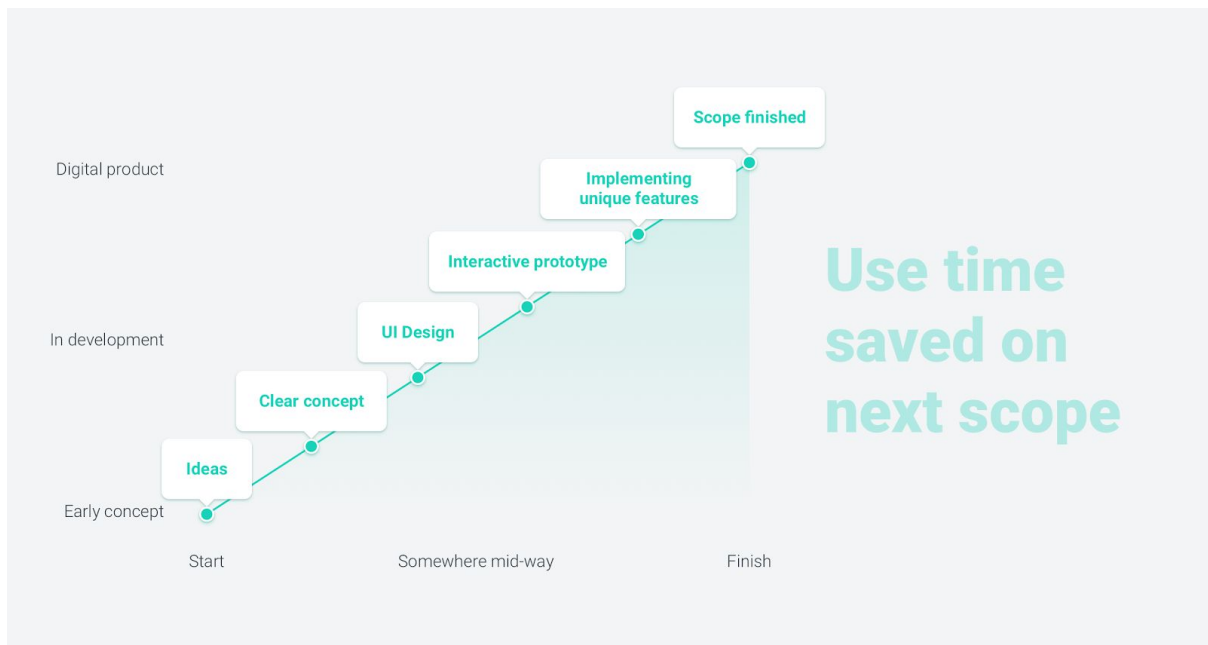 Scope finished
Digital product
Implementing
unique features
Interactive prototype
Use time
saved on
next scope
UI Design
In development
Clear concept
Ideas
Early concept
Start
Somewhere mid-way
Finish